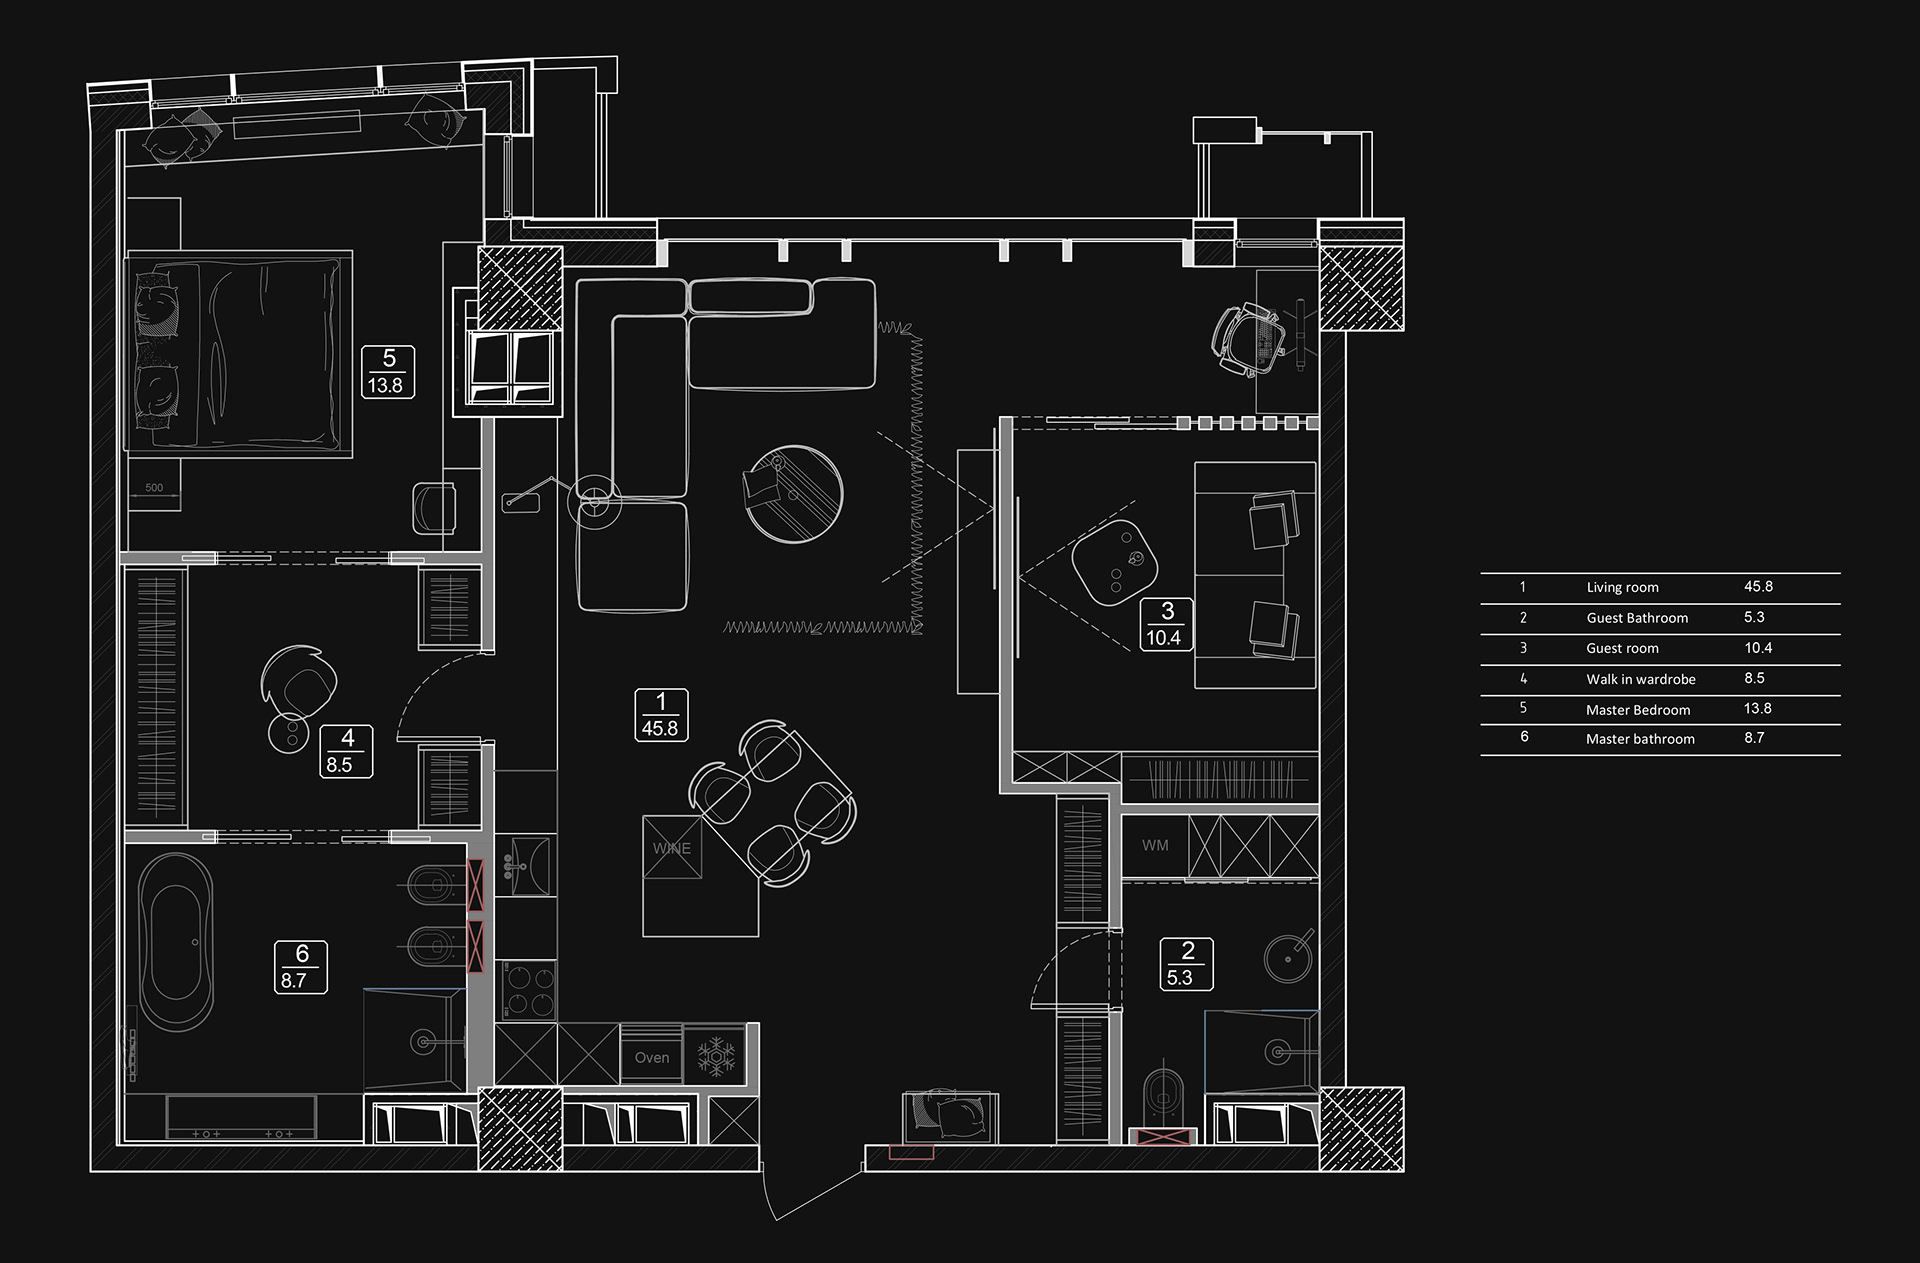 5
13.8
500
3
10.4
1
45.8
4
8.5
WINE
WM
6
8.7
2
5.3
Oven
1 Living room 45.8
2 Guest Bathroom 5.3
3 Guest room 10.4
4 Walk in wardrobe 8.5
5 Master Bedroom 13.8
6 Master bathroom 8.7